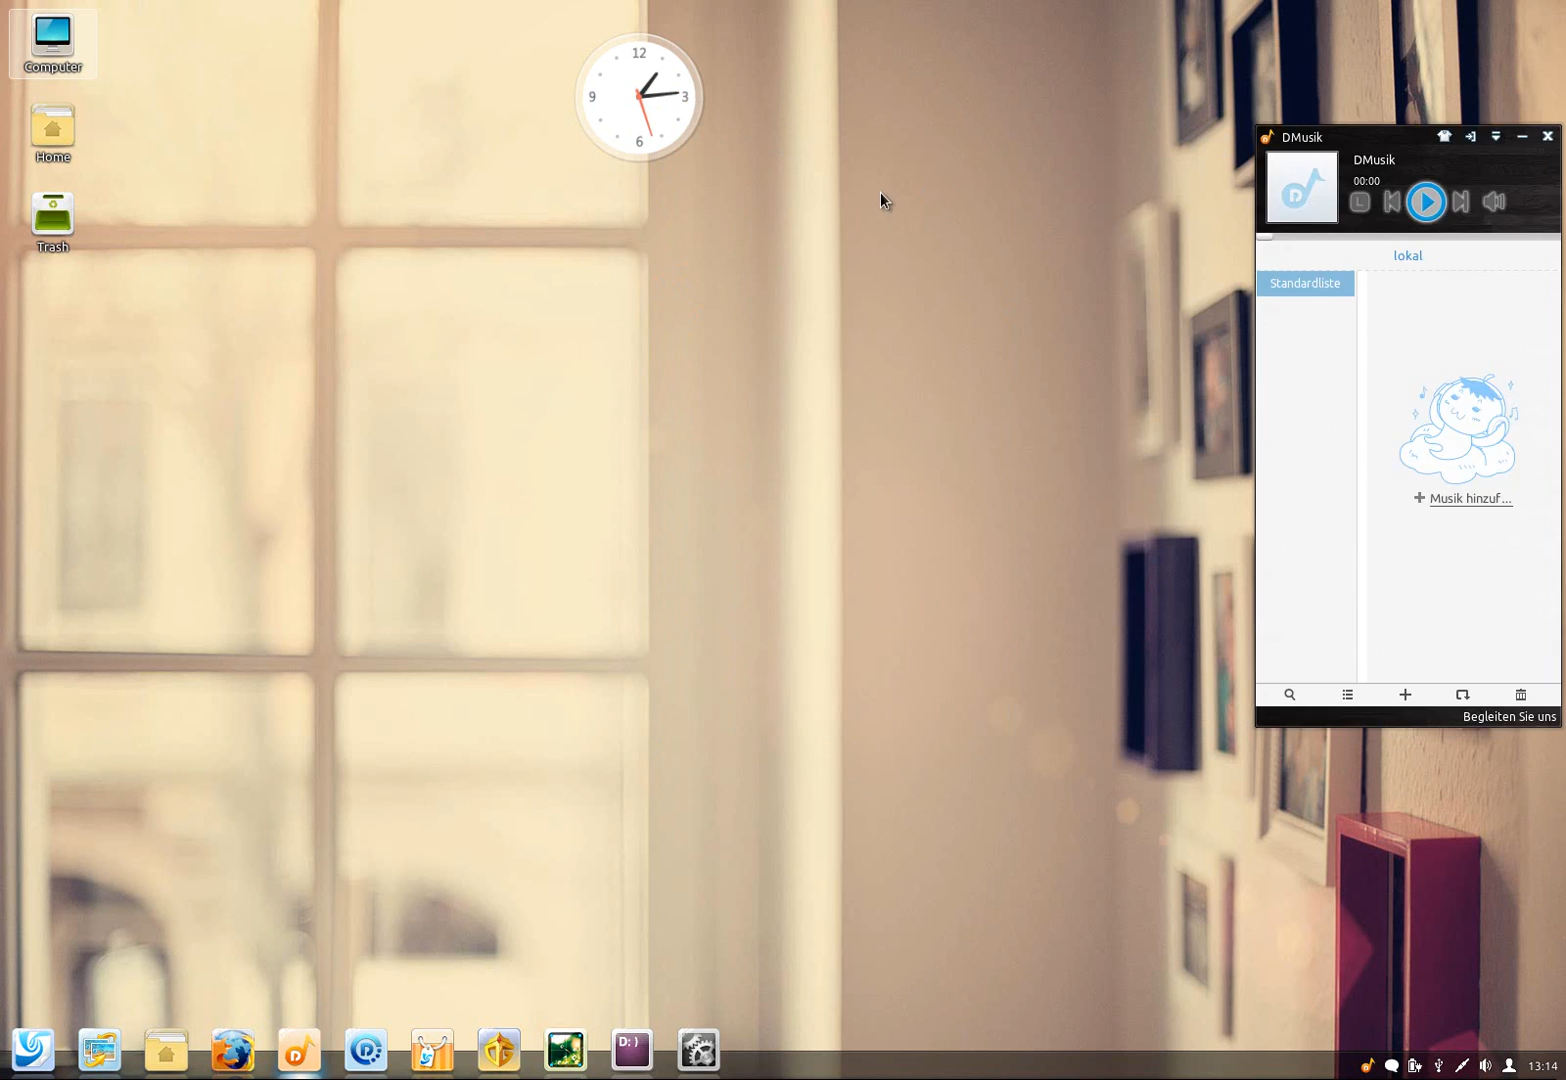 Computer
Home
Trash
12
9
3
6
DMusik
DMusik
00:00
L
lokal
Standardliste
Musik hinzuf...
Begleiten Sie uns
D: )
13:14